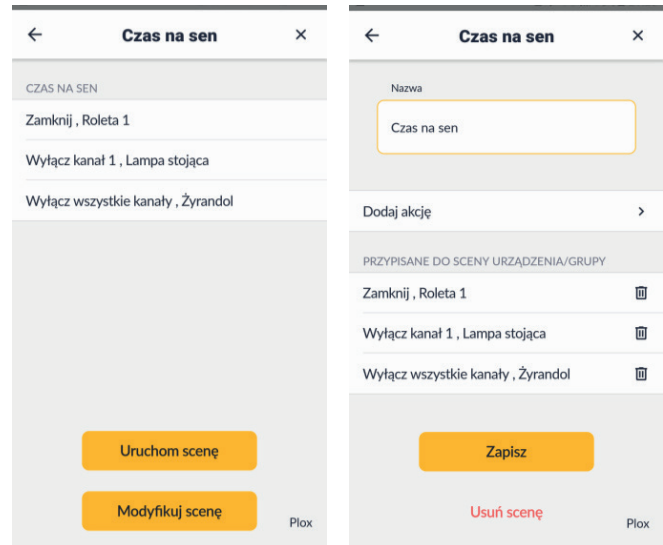 Czas na sen
CZAS NA SEN
Zamknij , Roleta 1
Wyłącz kanał 1 , Lampa stojąca
Wyłącz wszystkie kanały , Żyrandol
Uruchom scenę
Modyfikuj scenę
Plox
Czas na sen
Nazwa
Czas na sen
Dodaj akcję
PRZYPISANE DO SCENY URZĄDZENIA/GRUPY
Zamknij , Roleta 1
Wyłącz kanał 1 , Lampa stojąca
Wyłącz wszystkie kanały , Żyrandol
Zapisz
Usuń scenę
Plox